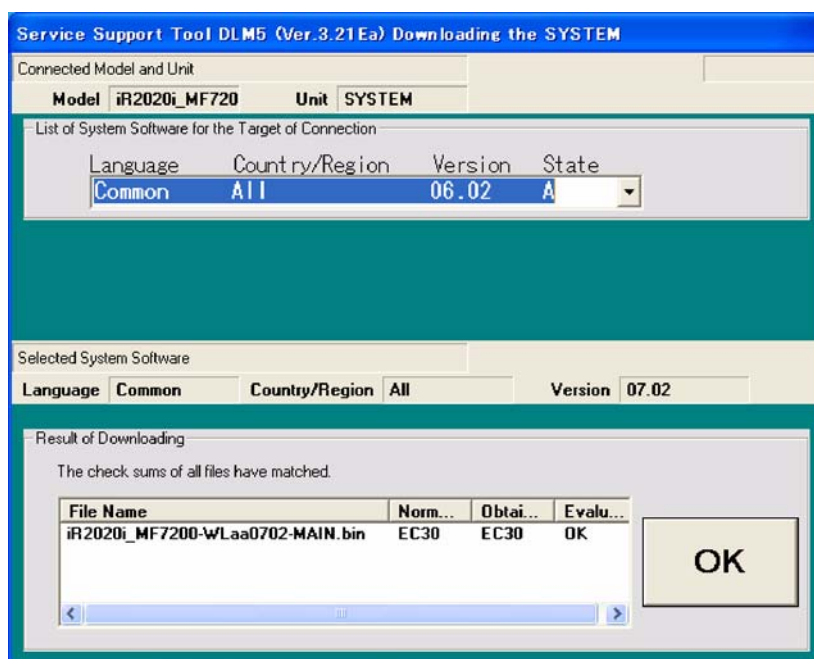 Service Support Tool DLM5 (Ver.3.21Ea) Downloading the SYSTEM
Connected Model and Unit
Model iR2020i_MF720 Unit SYSTEM
List of System Software for the Target of Connection
Language Country/Region Version State
Common All 06.02 A
Selected System Software
Language Common Country/Region All Version 07.02
Result of Downloading
The check sums of all files have matched.
File Name Norm... Obtai... Evalu...
iR2020i_MF7200-WLaa0702-MAIN.bin EC30 EC30 OK
OK